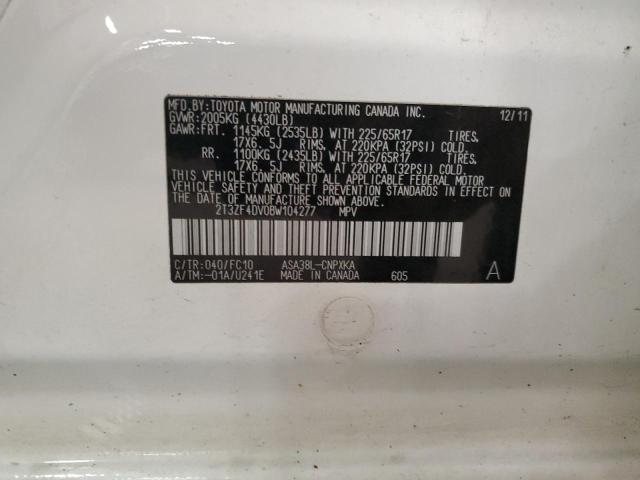 MFD.BY:TOYOTA MOTOR MANUFACTURING CANADA INC.
GVWR:2005KG (4430LB) 12/11
GAWR:FRT. 1145KG (2535LB) WITH 225/65R17 TIRES,
17X6. 5J RIMS, AT 220KPA (32PSI) COLD.
RR. 1100KG (2435LB) WITH 225/65R17 TIRES,
17X6. 5J RIMS, AT 220KPA (32PSI) COLD.
THIS VEHICLE CONFORMS TO ALL APPLICABLE FEDERAL MOTOR
VEHICLE SAFETY AND THEFT PREVENTION STANDARDS IN EFFECT
ON THE DATE OF MANUFACTURE SHOWN ABOVE.
2T3ZF4DV0BW104277 MPV
C/TR:040/FC10 ASA38L-CNPXKA
A/TM:-01A/U241E MADE IN CANADA 605 A